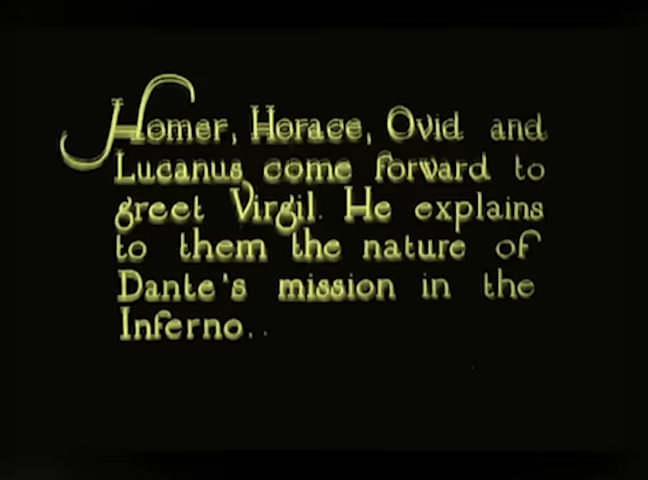 Homer, Horace, Ovid and
Lucanus come forward to
greet Virgil. He explains
to them the nature of
Dante's mission in the
Inferno..